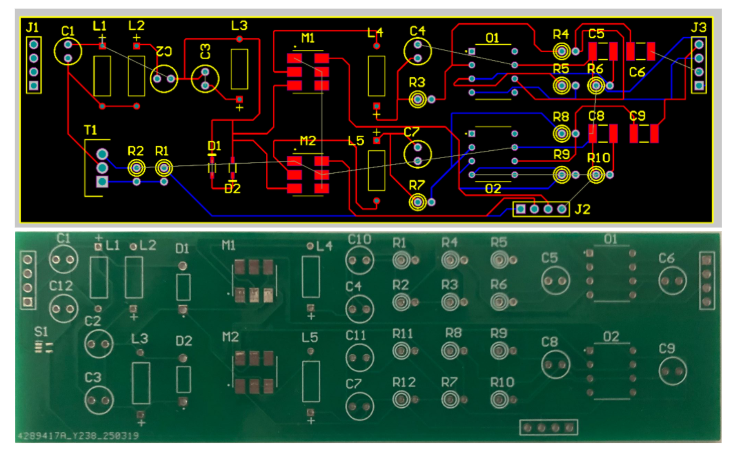 J1
C1
L1 L2
C2
C3
L3
M1
L4
C4
O1
R4
C5
J3
R3
R5
R6
C6
T1
R2
R1
D1
D2
M2
L5
C7
R7
O2
R8
C8
C9
R9
R10
J2
C1
L1
L2
D1
M1
L4
C10
R1
R4
R5
O1
C5
C6
C12
C4
R2
R3
R6
S1
C2
L3
D2
M2
L5
C11
R11
R8
R9
O2
C8
C9
C3
C7
R12
R7
R10
4289417A_Y238_250319